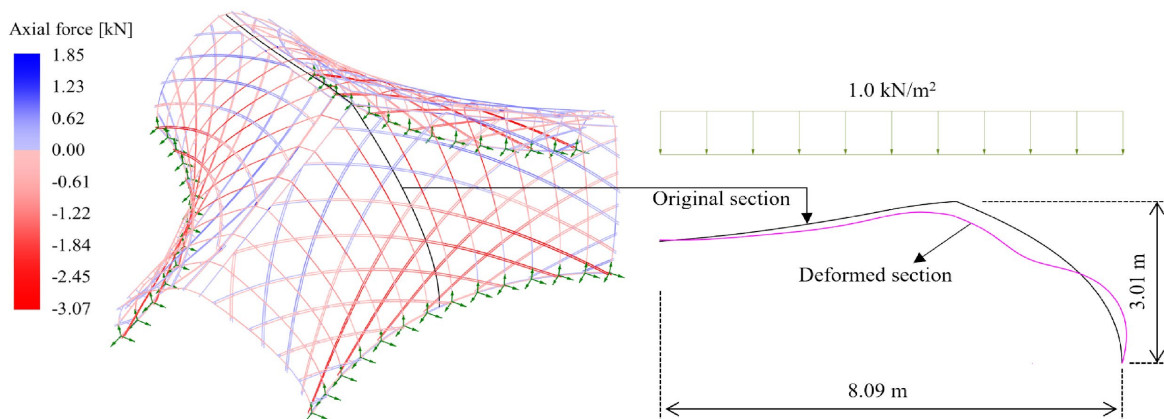 Axial force [kN]
1.85
1.23
0.62
0.00
-0.61
-1.22
-1.84
-2.45
-3.07
1.0 kN/m²
Original section
Deformed section
3.01 m
8.09 m